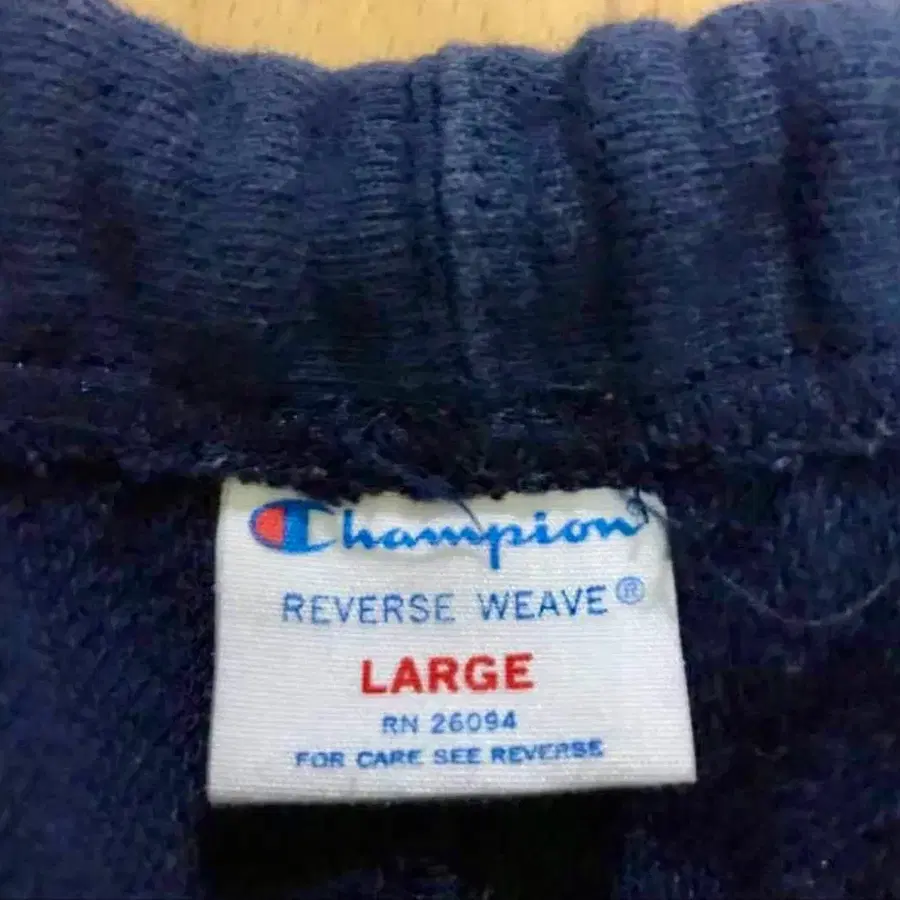 Champion
REVERSE WEAVE®
LARGE
RN 26094
FOR CARE SEE REVERSE